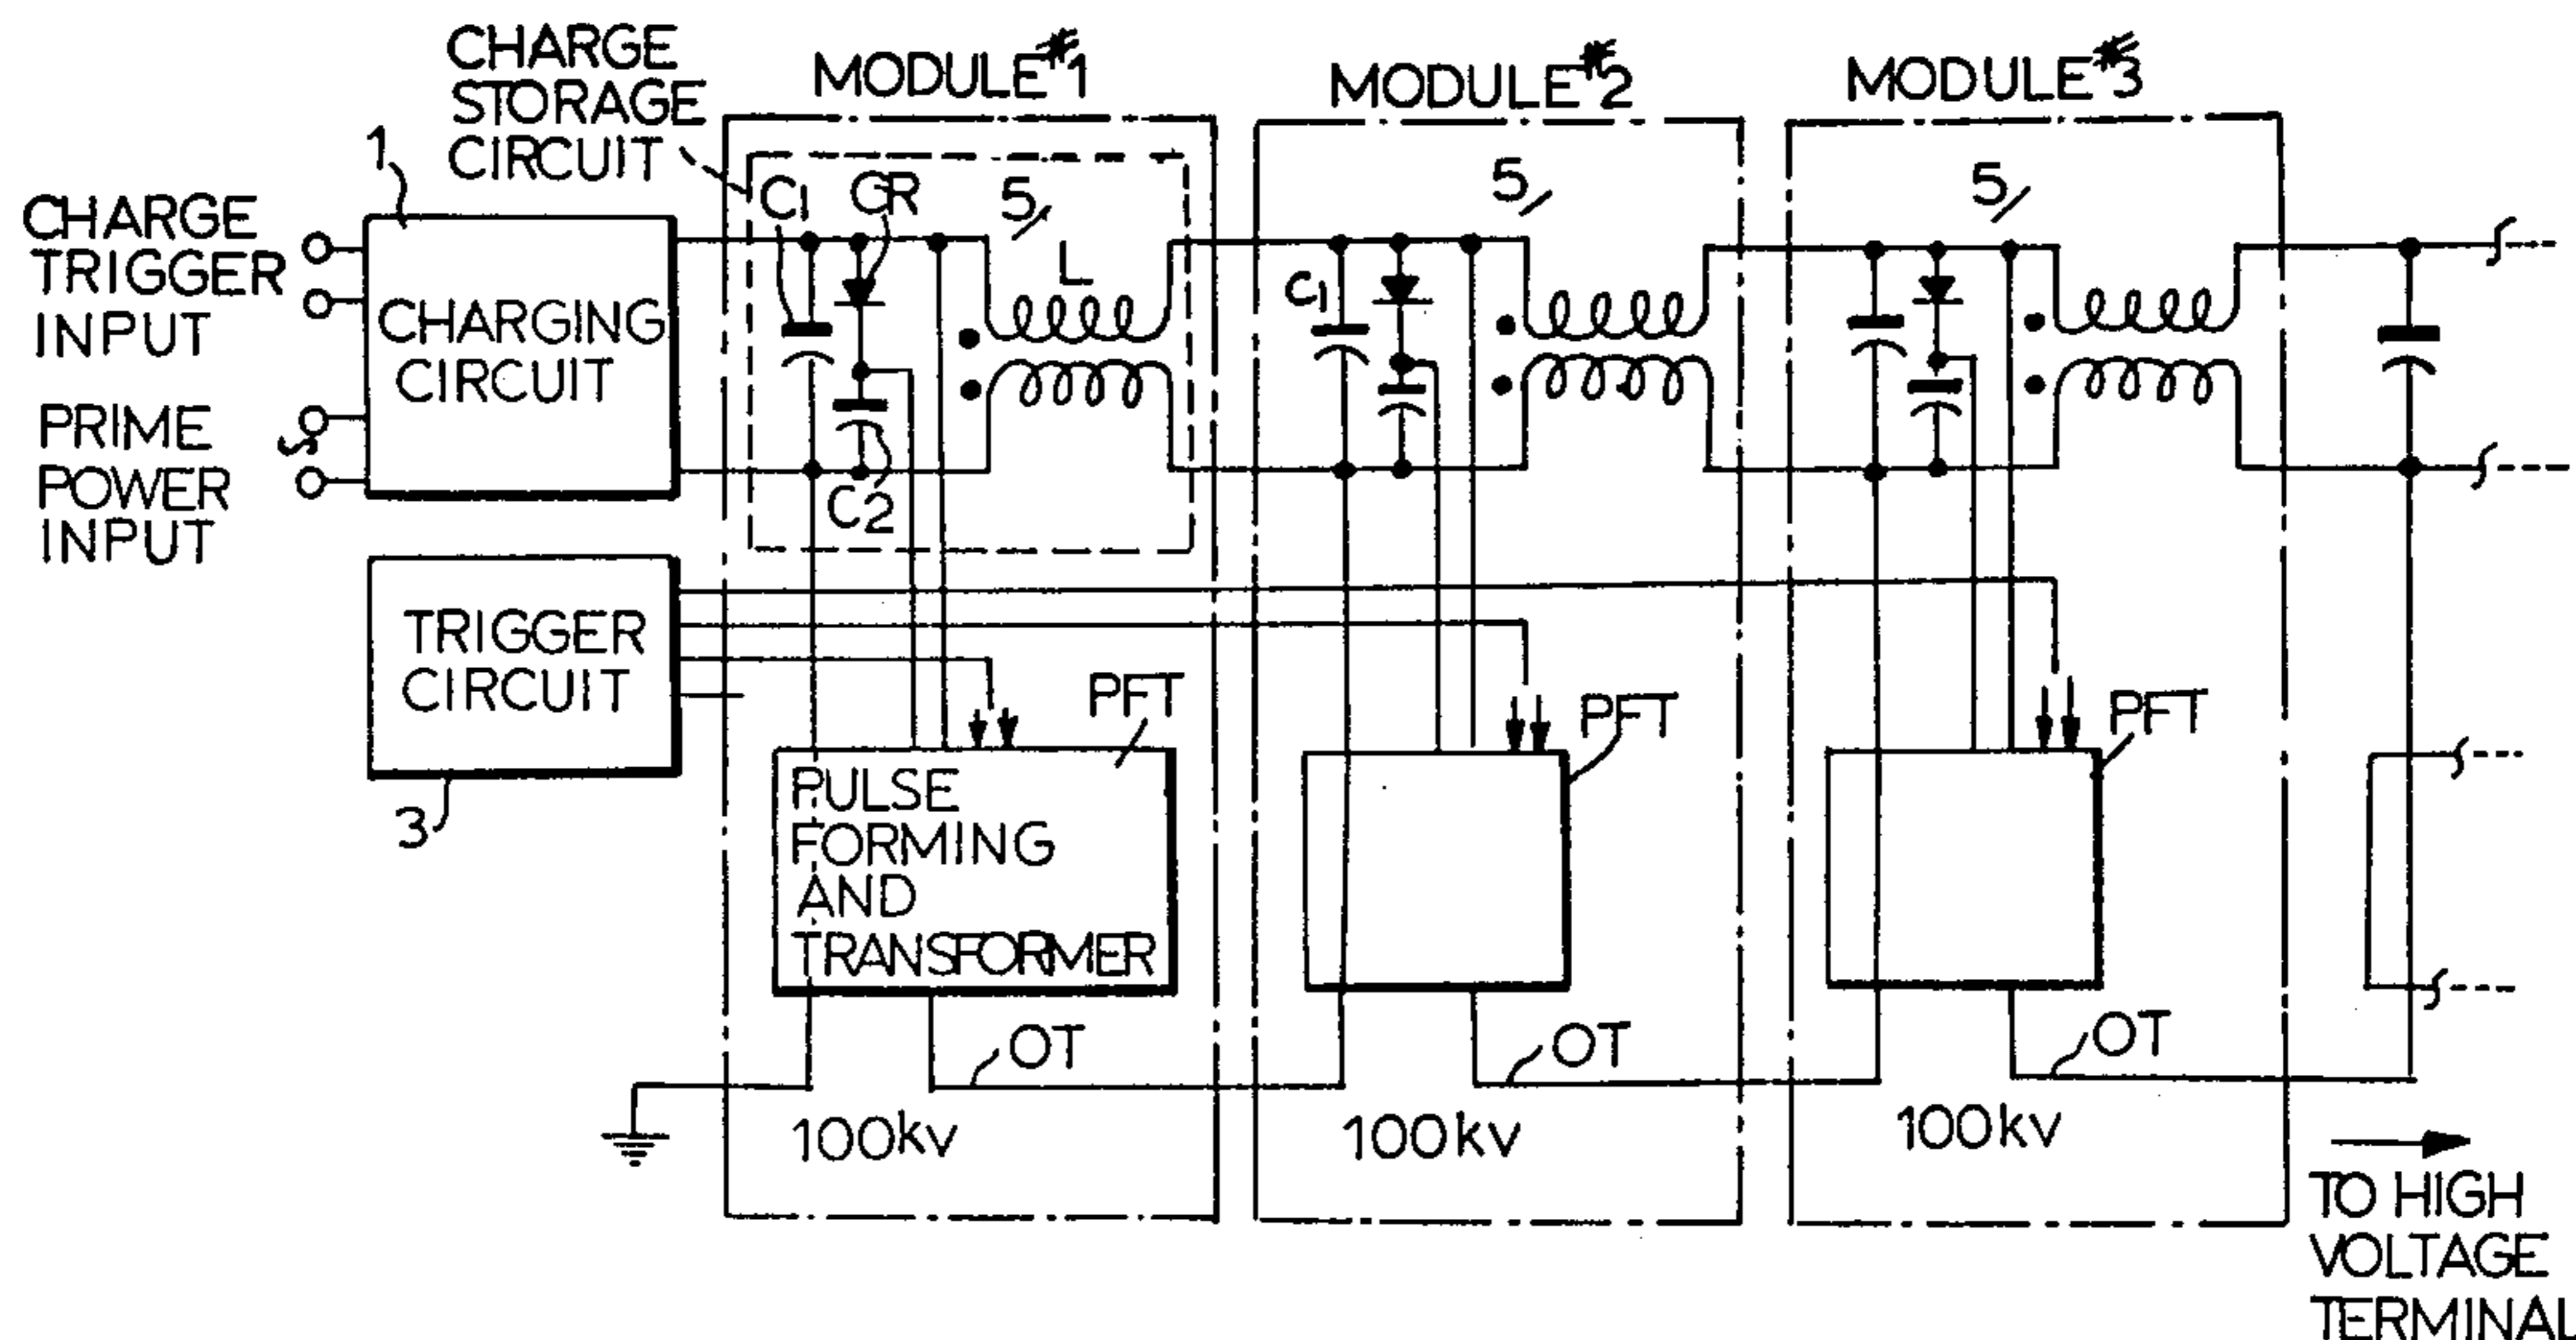 CHARGE
STORAGE
CIRCUIT
MODULE #1
MODULE #2
MODULE #3
1
C1
CR
5
L
5
5
CHARGE
TRIGGER
INPUT
CHARGING
CIRCUIT
C1
PRIME
POWER
INPUT
C2
TRIGGER
CIRCUIT
3
PFT
PFT
PFT
PULSE
FORMING
AND
TRANSFORMER
OT
OT
OT
100kv
100kv
100kv
TO HIGH
VOLTAGE
TERMINAL